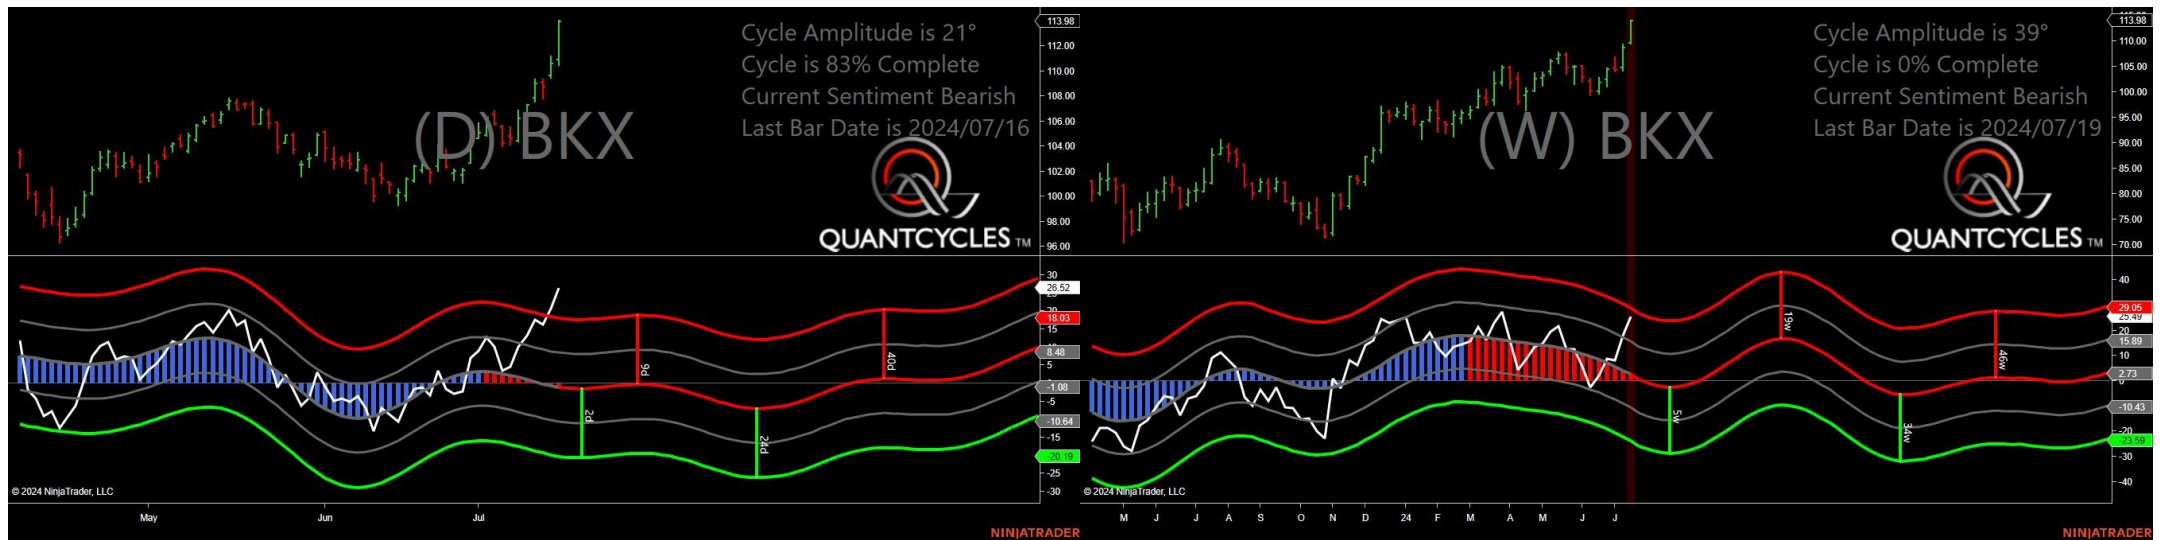 Cycle Amplitude is 21°
Cycle is 83% Complete
Current Sentiment Bearish
Last Bar Date is 2024/07/16
(D) BKX
QUANTCYCLES TM
113.98
112.00
110.00
108.00
106.00
104.00
102.00
100.00
98.00
96.00
30
26.52
18.03
15
8.48
5
-1.08
-5
-10.64
-15
-20.19
-25
-30
2d
9d
24d
40d
© 2024 NinjaTrader, LLC
May Jun Jul
NINJATRADER
Cycle Amplitude is 39°
Cycle is 0% Complete
Current Sentiment Bearish
Last Bar Date is 2024/07/19
(W) BKX
QUANTCYCLES TM
113.98
110.00
105.00
100.00
95.00
90.00
85.00
80.00
75.00
70.00
40
29.05
25.49
20
15.89
10
2.73
-10.43
-20
-23.59
-30
-40
5w
19w
34w
46w
© 2024 NinjaTrader, LLC
M J J A S O N D 24 F M A M J J
NINJATRADER